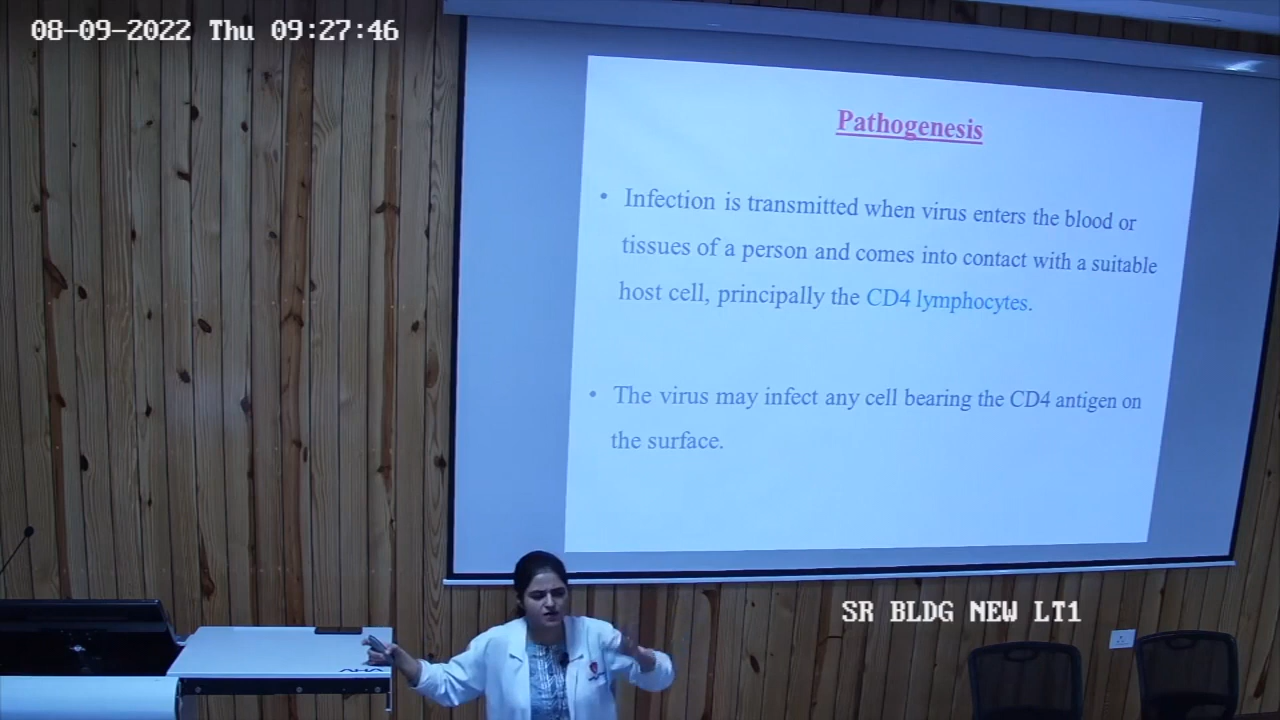 08-09-2022 Thu 09:27:46
Pathogenesis
• Infection is transmitted when virus enters the blood or
tissues of a person and comes into contact with a suitable
host cell, principally the CD4 lymphocytes.
• The virus may infect any cell bearing the CD4 antigen on
the surface.
SR BLDG NEW LT1
AHA